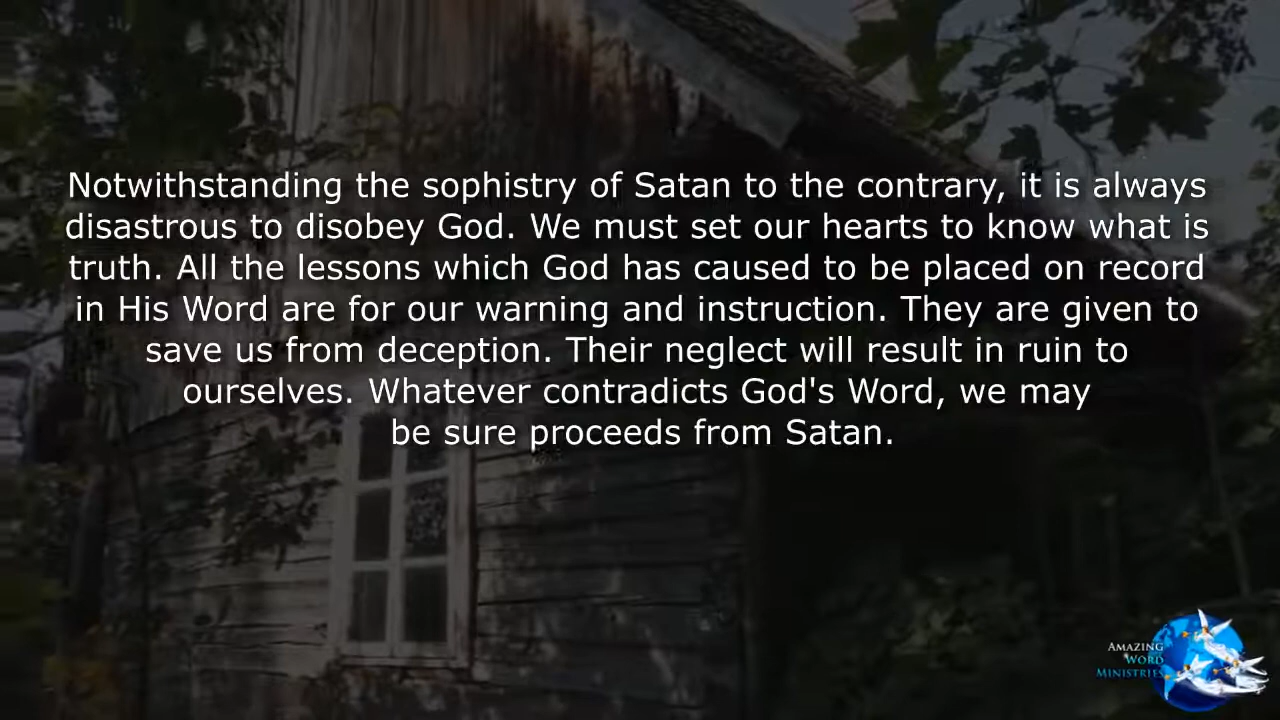 Notwithstanding the sophistry of Satan to the contrary, it is always
disastrous to disobey God. We must set our hearts to know what is
truth. All the lessons which God has caused to be placed on record
in His Word are for our warning and instruction. They are given to
save us from deception. Their neglect will result in ruin to
ourselves. Whatever contradicts God's Word, we may
be sure proceeds from Satan.
AMAZING
WORD
MINISTRIES